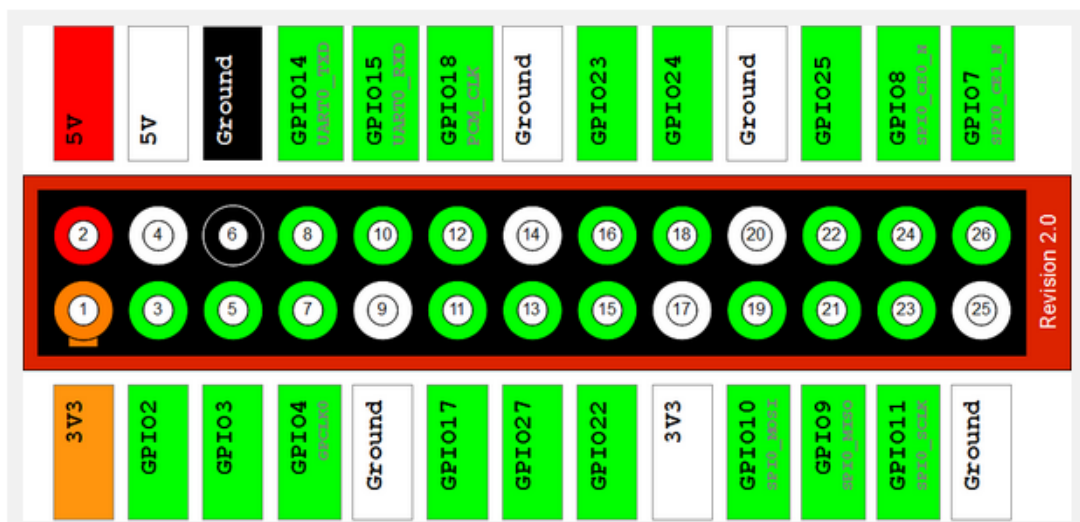 5V
5V
Ground
GPIO14
UART0_TXD
GPIO15
UART0_RXD
GPIO18
PCM_CLK
Ground
GPIO23
GPIO24
Ground
GPIO25
GPIO8
SPI0_CE0_N
GPIO7
SPI0_CE1_N
2 4 6 8 10 12 14 16 18 20 22 24 26
1 3 5 7 9 11 13 15 17 19 21 23 25
Revision 2.0
3V3
GPIO2
GPIO3
GPIO4
GPCLK0
Ground
GPIO17
GPIO27
GPIO22
3V3
GPIO10
SPI0_MOSI
GPIO9
SPI0_MISO
GPIO11
SPI0_SCLK
Ground